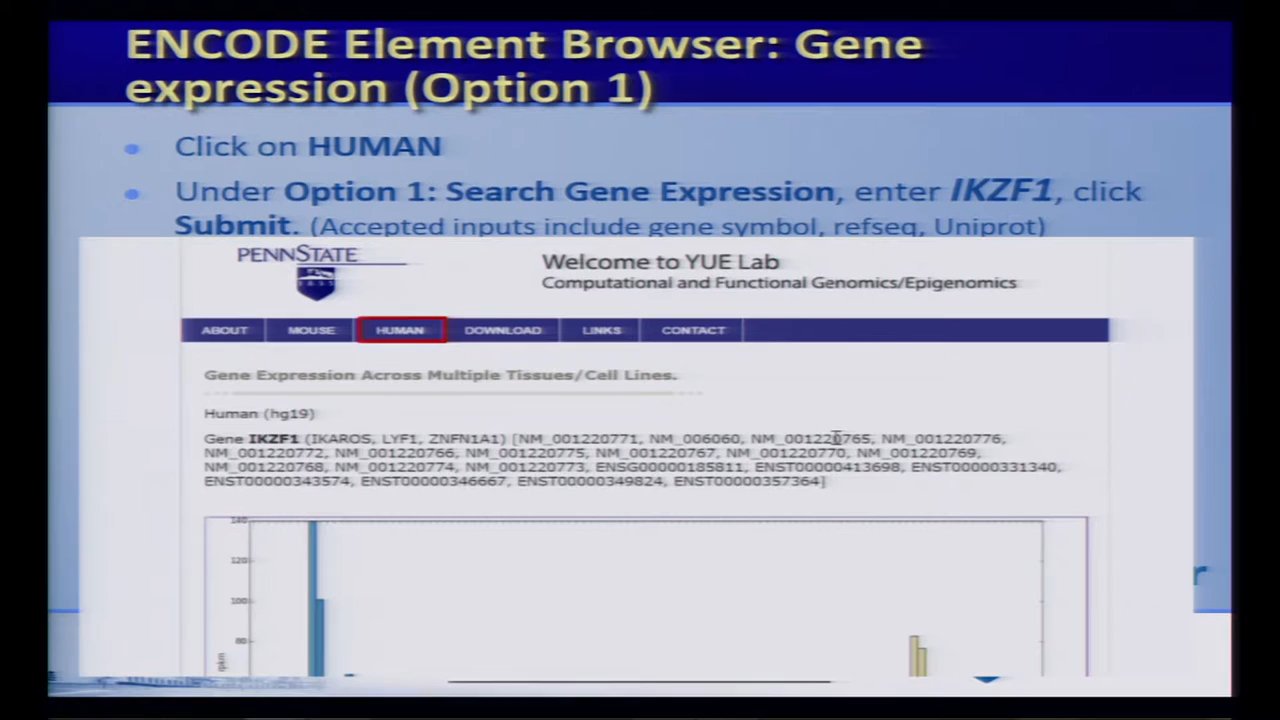 ENCODE Element Browser: Gene
expression (Option 1)
Click on HUMAN
Under Option 1: Search Gene Expression, enter IKZF1, click
Submit. (Accepted inputs include gene symbol, refseq, Uniprot)
PENNSTATE
1855
Welcome to YUE Lab
Computational and Functional Genomics/Epigenomics
ABOUT MOUSE HUMAN DOWNLOAD LINKS CONTACT
Gene Expression Across Multiple Tissues/Cell Lines.
Human (hg19)
Gene IKZF1 (IKAROS, LYF1, ZNFN1A1) [NM_001220771, NM_006060, NM_001220765, NM_001220776,
NM_001220772, NM_001220766, NM_001220775, NM_001220767, NM_001220770, NM_001220769,
NM_001220768, NM_001220774, NM_001220773, ENSG00000185811, ENST00000413698, ENST00000331340,
ENST00000343574, ENST00000346667, ENST00000349824, ENST00000357364]
140
120
100
80
rpkm
r